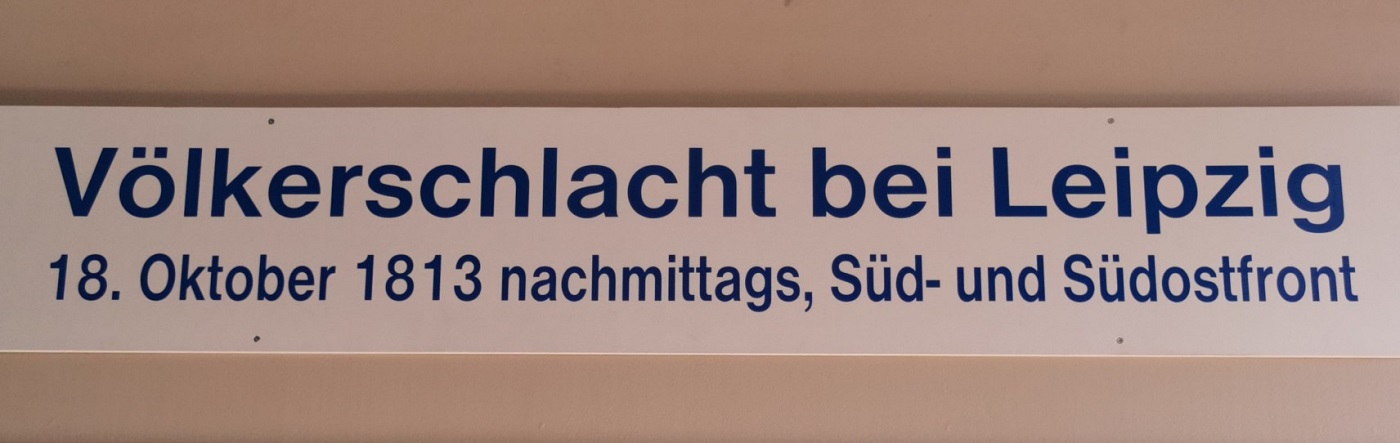 Völkerschlacht bei Leipzig
18. Oktober 1813 nachmittags, Süd- und Südostfront